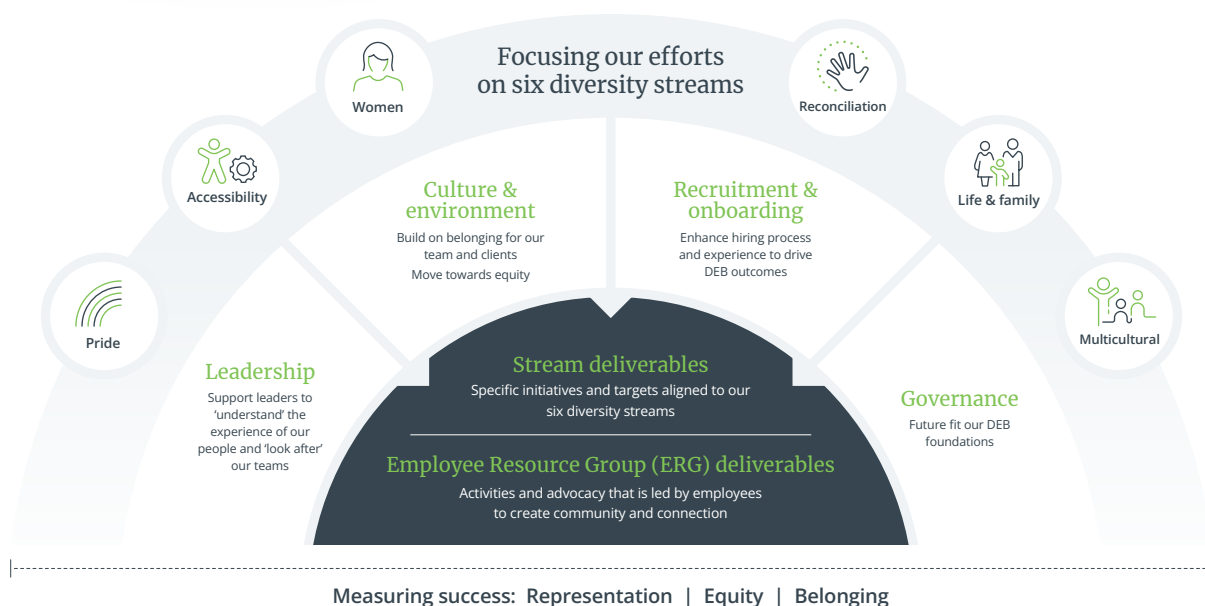 Focusing our efforts
on six diversity streams
Pride
Accessibility
Women
Reconciliation
Life & family
Multicultural
Leadership
Support leaders to
‘understand’ the
experience of our
people and ‘look after’
our teams
Culture &
environment
Build on belonging for our
team and clients
Move towards equity
Recruitment &
onboarding
Enhance hiring process
and experience to drive
DEB outcomes
Governance
Future fit our DEB
foundations
Stream deliverables
Specific initiatives and targets aligned to our
six diversity streams
Employee Resource Group (ERG) deliverables
Activities and advocacy that is led by employees
to create community and connection
Measuring success: Representation | Equity | Belonging